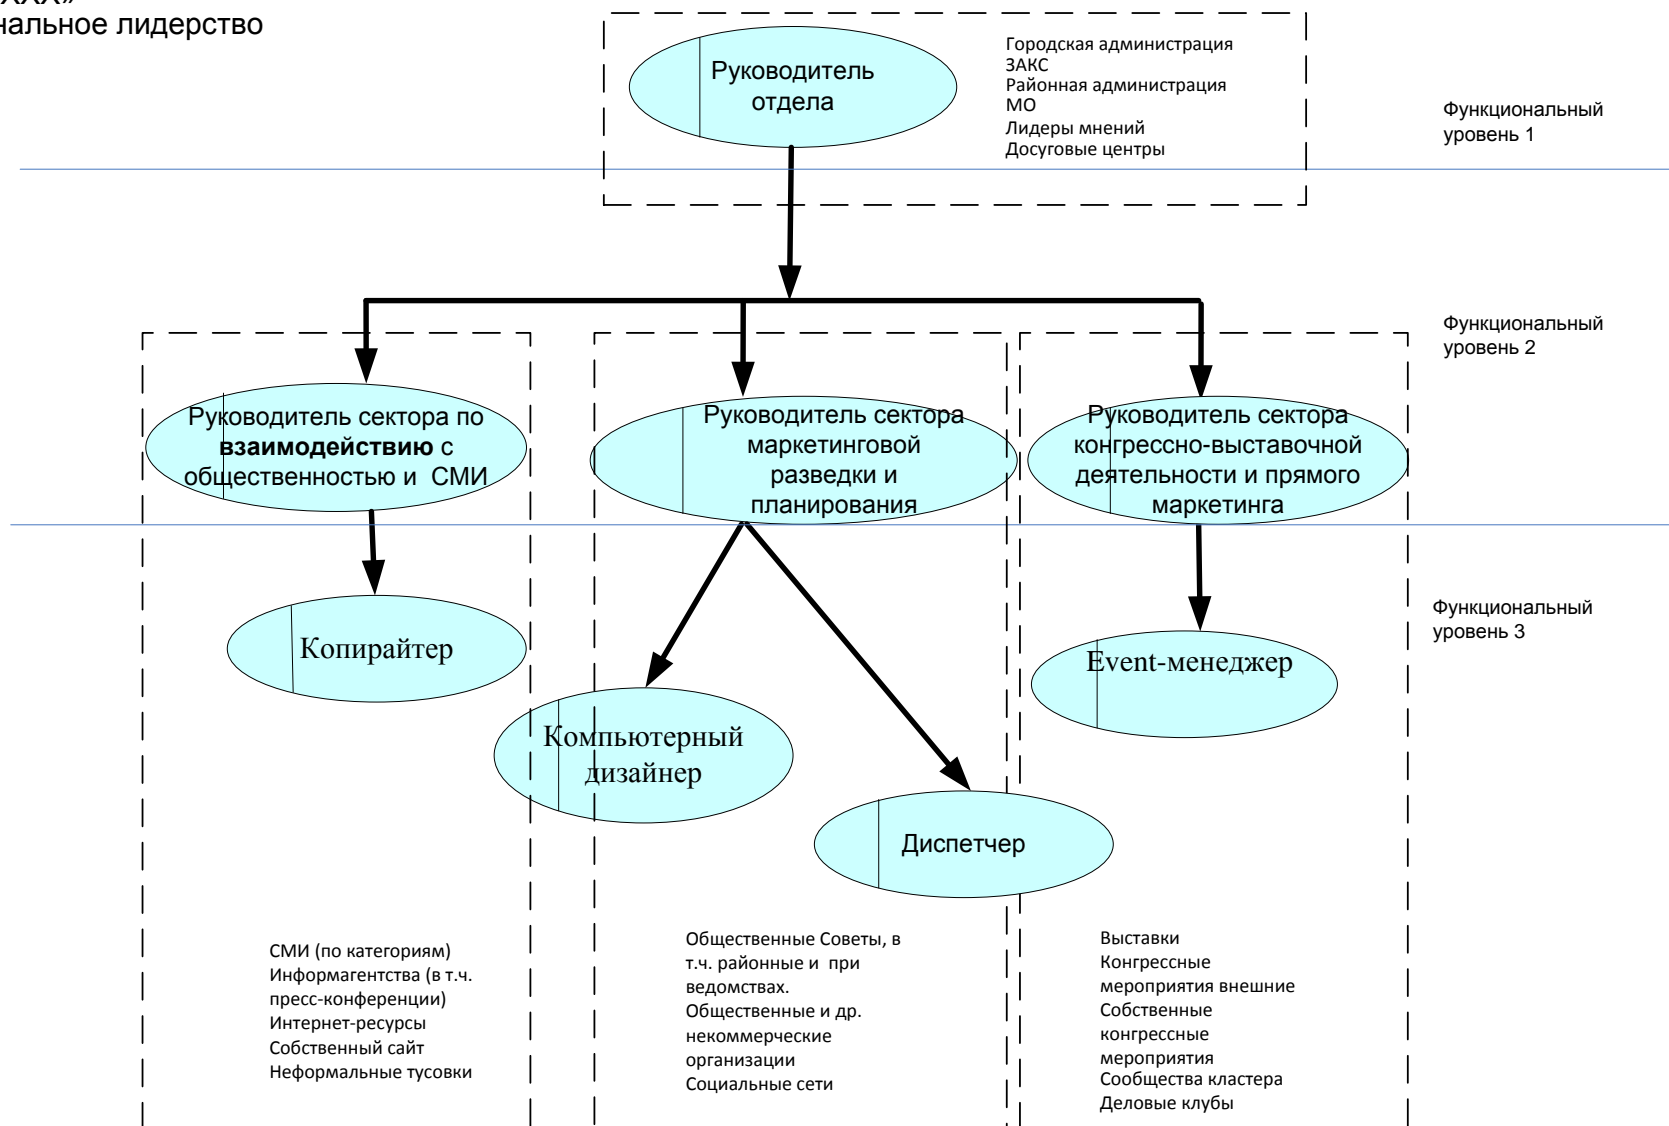 нальное лидерство
Руководитель
отдела
Городская администрация
ЗАКС
Районная администрация
МО
Лидеры мнений
Досуговые центры
Функциональный
уровень 1
Функциональный
уровень 2
Руководитель сектора по
взаимодействию с
общественностью и СМИ
Руководитель сектора
маркетинговой
разведки и
планирования
Руководитель сектора
конгрессно-выставочной
деятельности и прямого
маркетинга
Функциональный
уровень 3
Копирайтер
Компьютерный
дизайнер
Диспетчер
Event-менеджер
СМИ (по категориям)
Информагентства (в т.ч.
пресс-конференции)
Интернет-ресурсы
Собственный сайт
Неформальные тусовки
Общественные Советы, в
т.ч. районные и при
ведомствах.
Общественные и др.
некоммерческие
организации
Социальные сети
Выставки
Конгрессные
мероприятия внешние
Собственные
конгрессные
мероприятия
Сообщества кластера
Деловые клубы